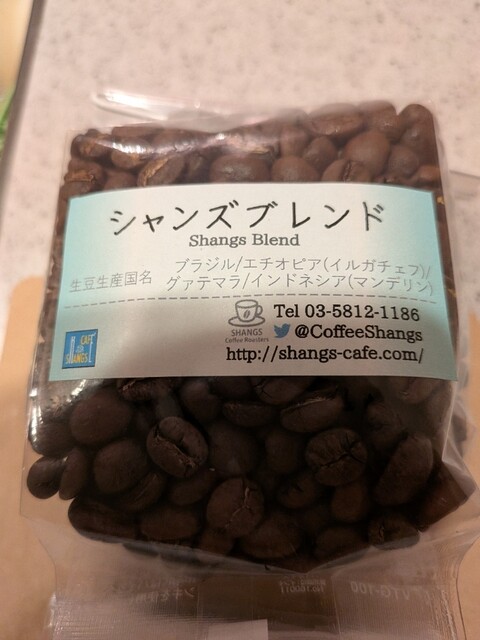 シャンズブレンド
Shangs Blend
生豆生産国名
ブラジル/エチオピア(イルガチェフ)/
グァテマラ/インドネシア(マンデリン)
Tel 03-5812-1186
@CoffeeShangs
http://shangs-cafe.com/
SHANGS
Coffee Roasters
CAFE
SHANGS